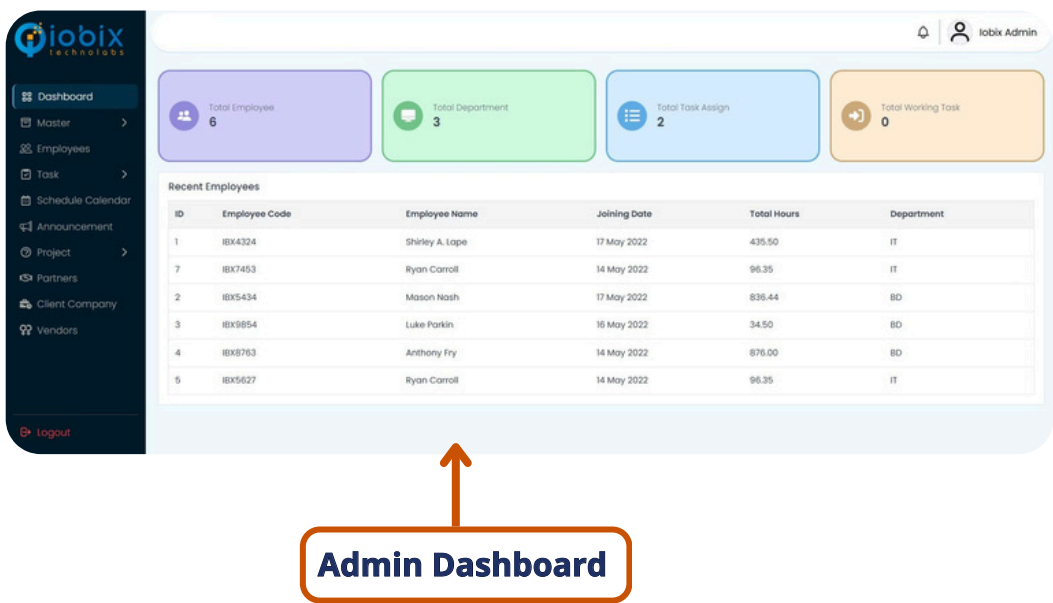 iobix
technolabs
Iobix Admin
Dashboard
Master
Employees
Task
Schedule Calendar
Announcement
Project
Partners
Client Company
Vendors
Logout
Total Employee
6
Total Department
3
Total Task Assign
2
Total Working Task
0
Recent Employees
ID Employee Code Employee Name Joining Date Total Hours Department
1 IBX4324 Shirley A. Lape 17 May 2022 435.50 IT
7 IBX7453 Ryan Carroll 14 May 2022 96.35 IT
2 IBX5434 Mason Nash 17 May 2022 836.44 BD
3 IBX9854 Luke Parkin 16 May 2022 34.50 BD
4 IBX8763 Anthony Fry 14 May 2022 876.00 BD
5 IBX5627 Ryan Carroll 14 May 2022 96.35 IT
Admin Dashboard